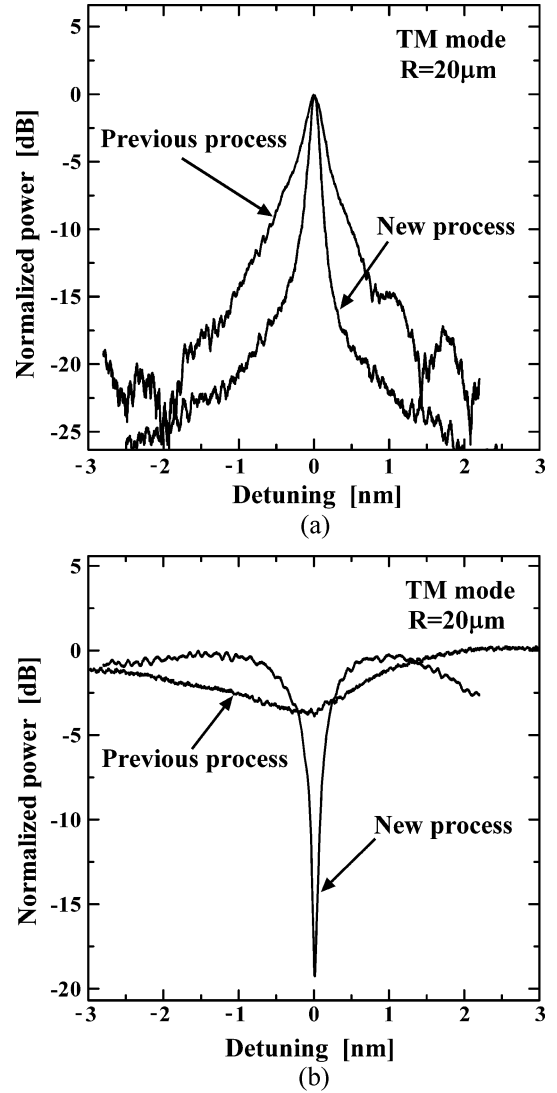 5
0
-5
-10
-15
-20
-25
Normalized power [dB]
TM mode
R=20μm
Previous process
New process
-3 -2 -1 0 1 2 3
Detuning [nm]
(a)
5
0
-5
-10
-15
-20
Normalized power [dB]
TM mode
R=20μm
Previous process
New process
-3 -2 -1 0 1 2 3
Detuning [nm]
(b)